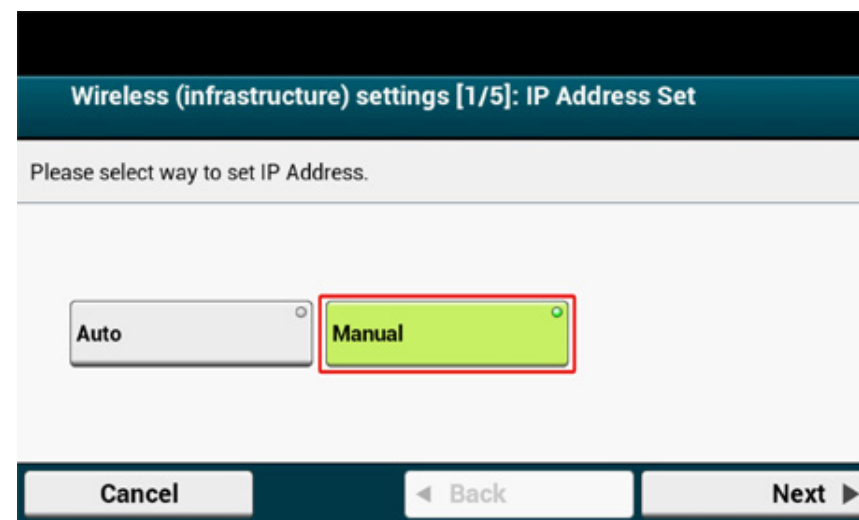 Wireless (infrastructure) settings [1/5]: IP Address Set
Please select way to set IP Address.
Auto
Manual
Cancel
Back
Next